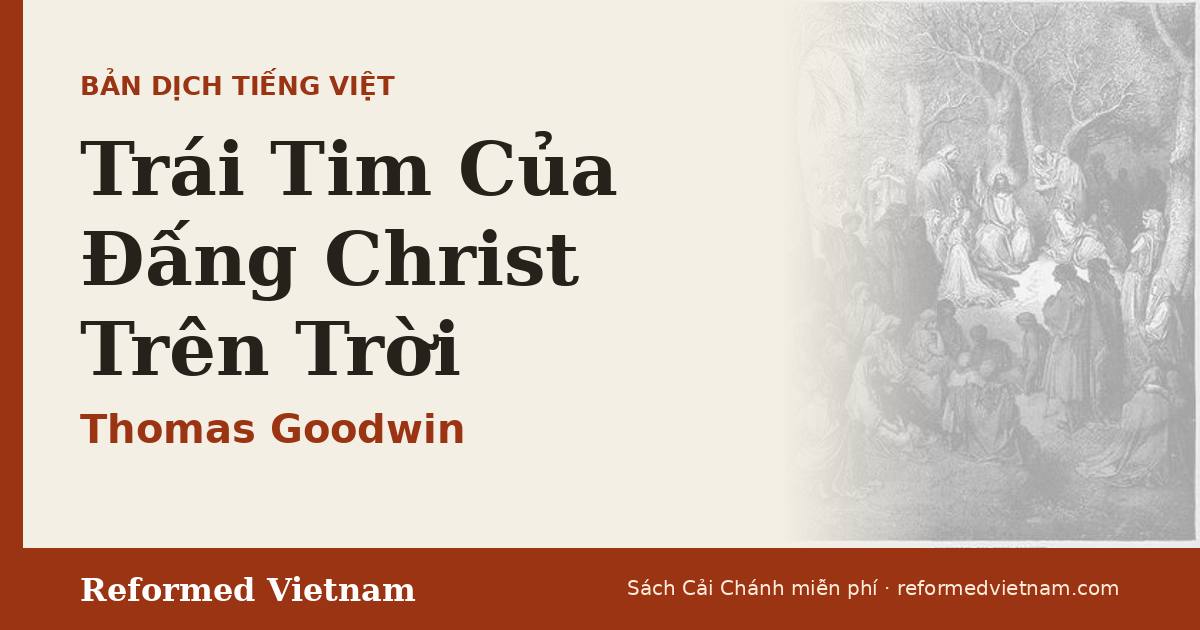 BẢN DỊCH TIẾNG VIỆT
Trái Tim Của
Đấng Christ
Trên Trời
Thomas Goodwin
Reformed Vietnam
Sách Cải Chánh miễn phí · reformedvietnam.com